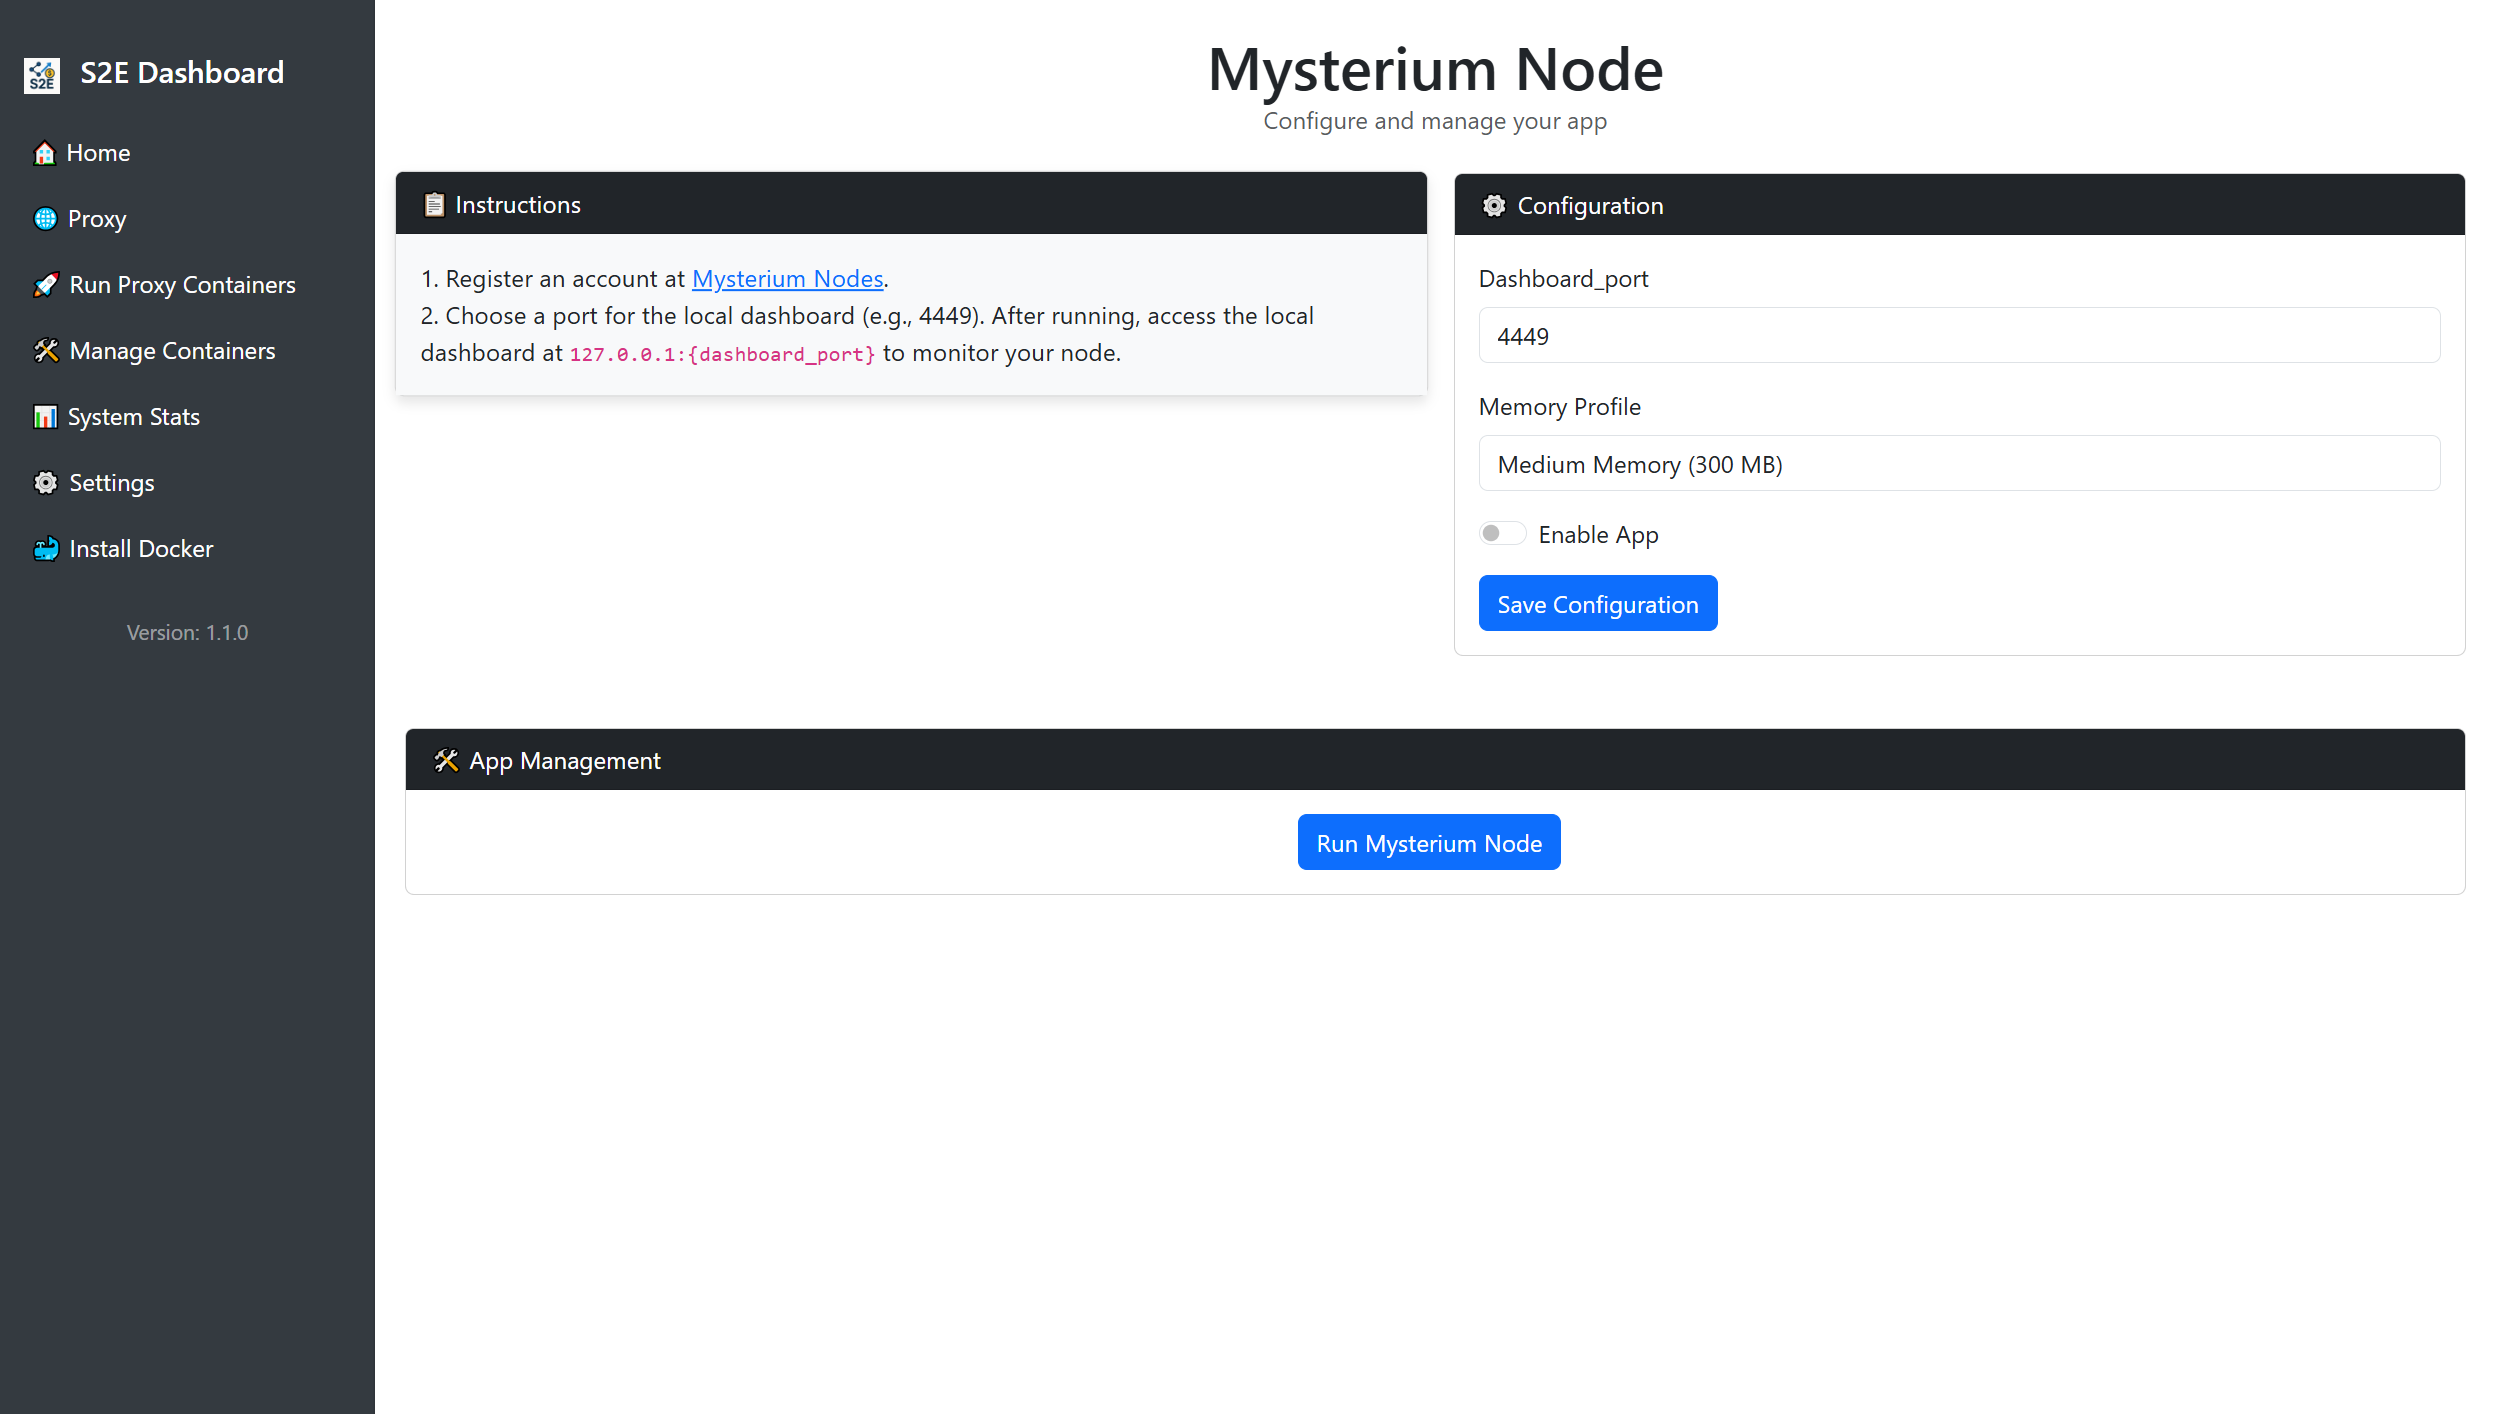 S2E
S2E Dashboard
Home
Proxy
Run Proxy Containers
Manage Containers
System Stats
Settings
Install Docker
Version: 1.1.0
Mysterium Node
Configure and manage your app
Instructions
1. Register an account at Mysterium Nodes.
2. Choose a port for the local dashboard (e.g., 4449). After running, access the local
dashboard at 127.0.0.1:{dashboard_port} to monitor your node.
Configuration
Dashboard_port
4449
Memory Profile
Medium Memory (300 MB)
Enable App
Save Configuration
App Management
Run Mysterium Node